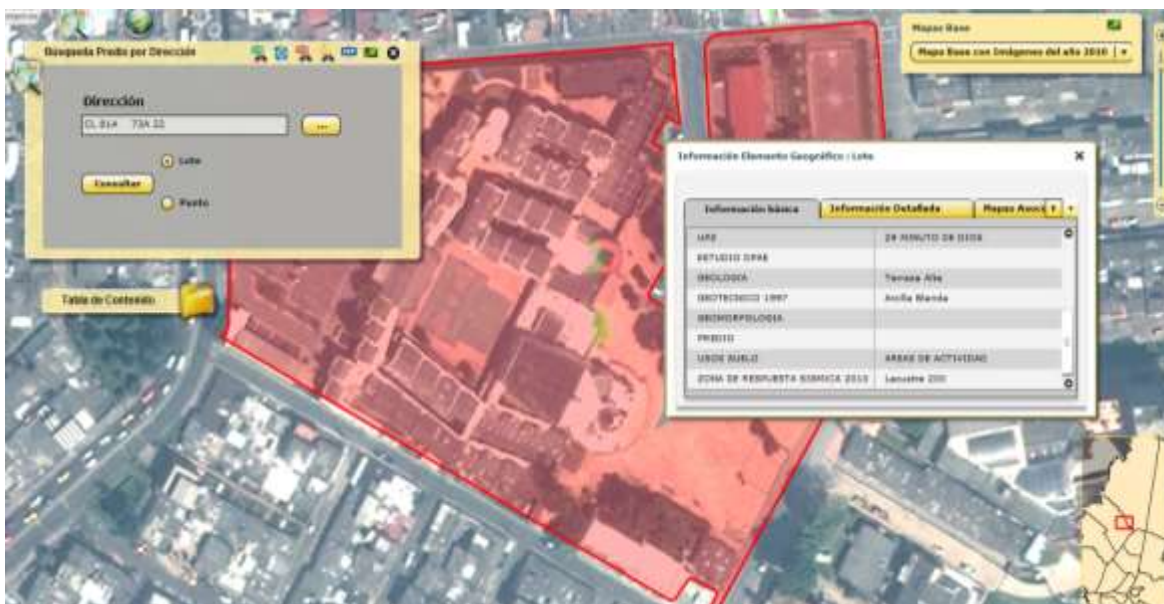 Búsqueda Predio por Dirección
Dirección
CL 81A 73A 22
...
Lote
Consultar
Punto
Tabla de Contenido
Mapas Base
Mapa Base con Imágenes del año 2010
Información Elemento Geográfico : Lote
Información básica
Información Detallada
Mapas Asoci
UPZ 29 MINUTO DE DIOS
ESTUDIO DPAE
GEOLOGIA Terraza Alta
GEOTECNICO 1997 Arcilla Blanda
GEOMORFOLOGIA
PREDIO
USOS SUELO AREAS DE ACTIVIDAD
ZONA DE RESPUESTA SISMICA 2010 Lacustre 200